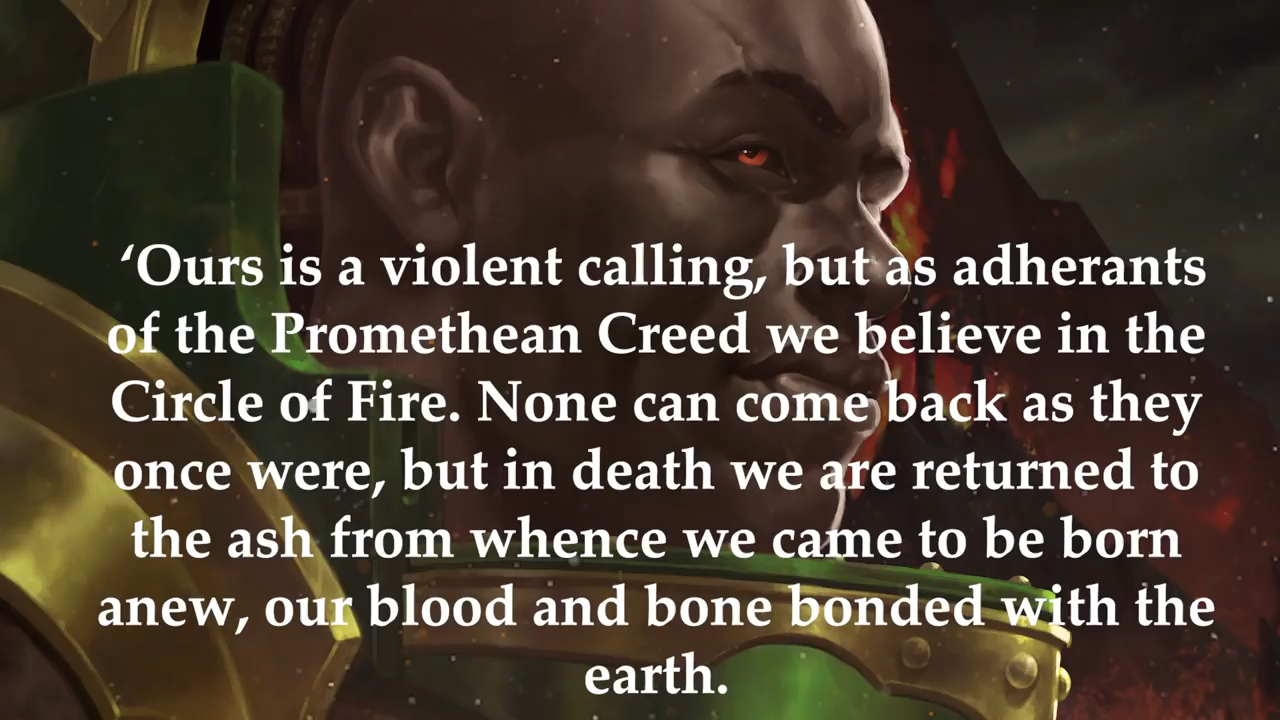 ‘Ours is a violent calling, but as adherants
of the Promethean Creed we believe in the
Circle of Fire. None can come back as they
once were, but in death we are returned to
the ash from whence we came to be born
anew, our blood and bone bonded with the
earth.